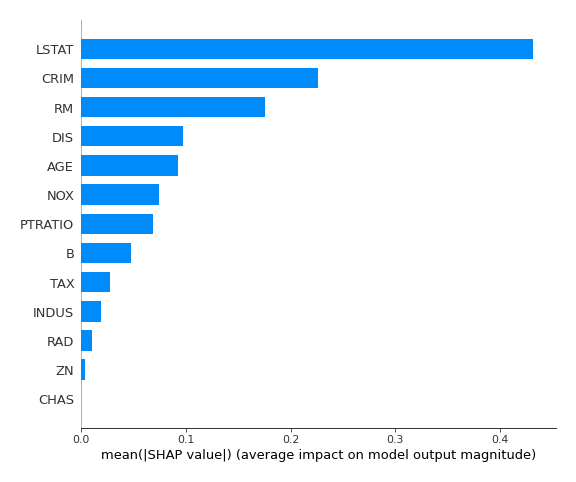 LSTAT
CRIM
RM
DIS
AGE
NOX
PTRATIO
B
TAX
INDUS
RAD
ZN
CHAS
0.0 0.1 0.2 0.3 0.4
mean(|SHAP value|) (average impact on model output magnitude)